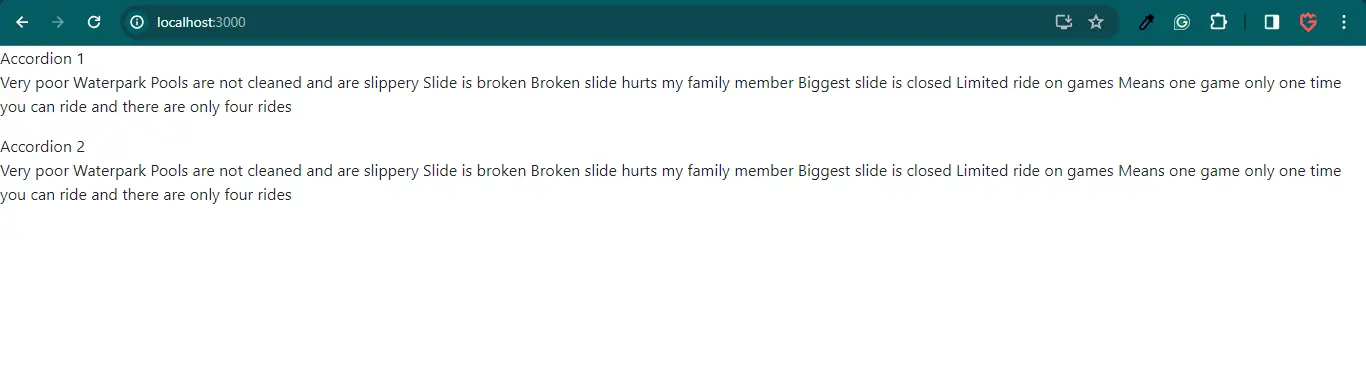 localhost:3000
Accordion 1
Very poor Waterpark Pools are not cleaned and are slippery Slide is broken Broken slide hurts my family member Biggest slide is closed Limited ride on games Means one game only one time
you can ride and there are only four rides
Accordion 2
Very poor Waterpark Pools are not cleaned and are slippery Slide is broken Broken slide hurts my family member Biggest slide is closed Limited ride on games Means one game only one time
you can ride and there are only four rides